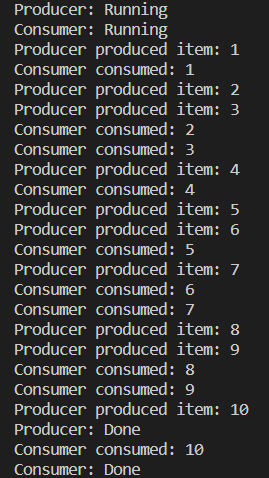 Producer: Running
Consumer: Running
Producer produced item: 1
Consumer consumed: 1
Producer produced item: 2
Producer produced item: 3
Consumer consumed: 2
Consumer consumed: 3
Producer produced item: 4
Consumer consumed: 4
Producer produced item: 5
Producer produced item: 6
Consumer consumed: 5
Producer produced item: 7
Consumer consumed: 6
Consumer consumed: 7
Producer produced item: 8
Producer produced item: 9
Consumer consumed: 8
Consumer consumed: 9
Producer produced item: 10
Producer: Done
Consumer consumed: 10
Consumer: Done